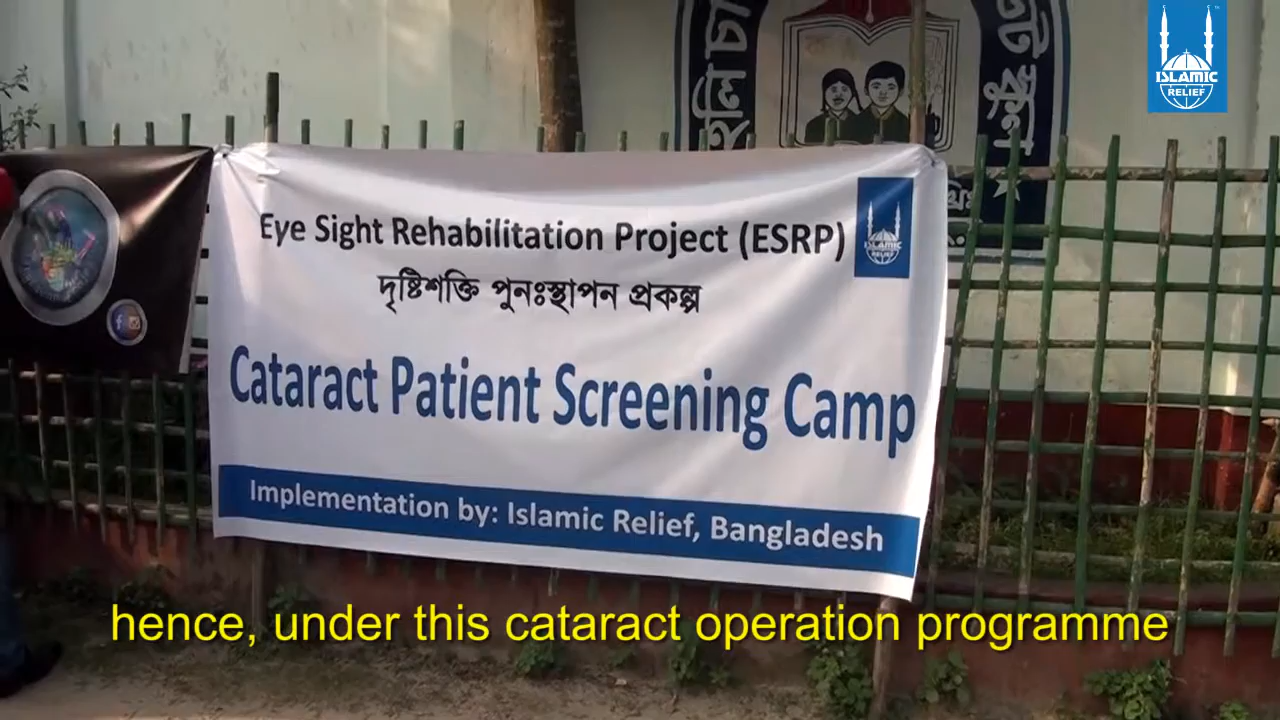 ISLAMIC
RELIEF
Eye Sight Rehabilitation Project (ESRP)
দৃষ্টিশক্তি পুনঃস্থাপন প্রকল্প
ISLAMIC
RELIEF
Cataract Patient Screening Camp
Implementation by: Islamic Relief, Bangladesh
hence, under this cataract operation programme